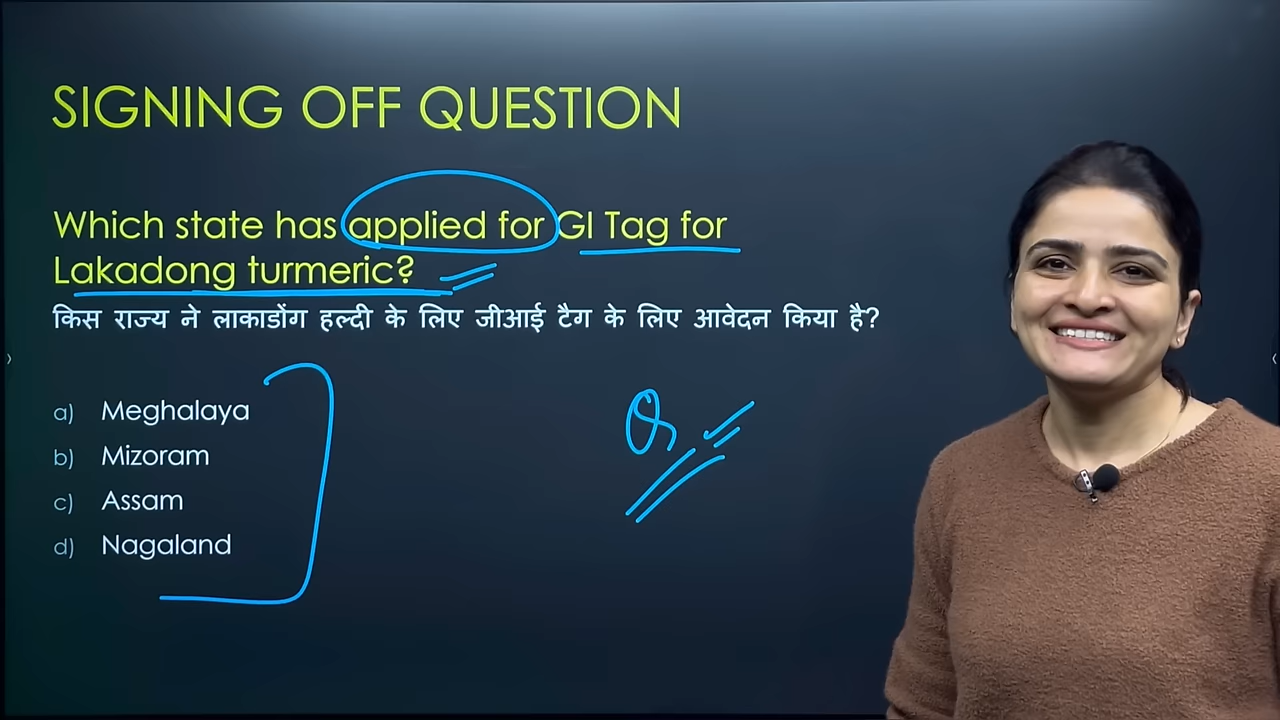 SIGNING OFF QUESTION
Which state has applied for GI Tag for
Lakadong turmeric?
किस राज्य ने लाकाडोंग हल्दी के लिए जीआई टैग के लिए आवेदन किया है?
a) Meghalaya
b) Mizoram
c) Assam
d) Nagaland